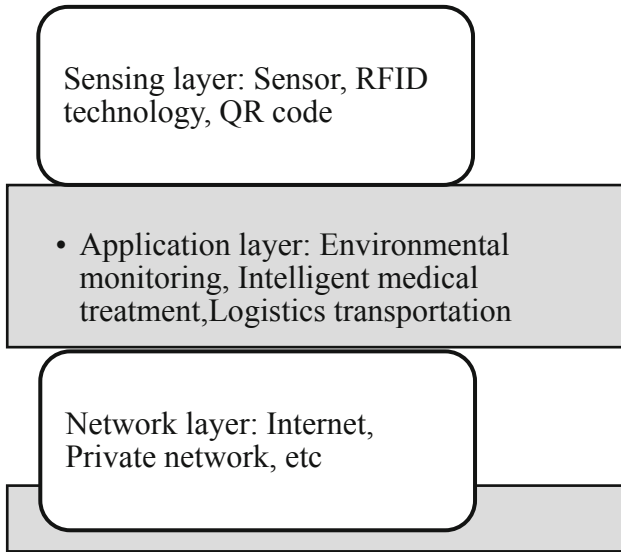 Sensing layer: Sensor, RFID
technology, QR code
• Application layer: Environmental
monitoring, Intelligent medical
treatment,Logistics transportation
Network layer: Internet,
Private network, etc